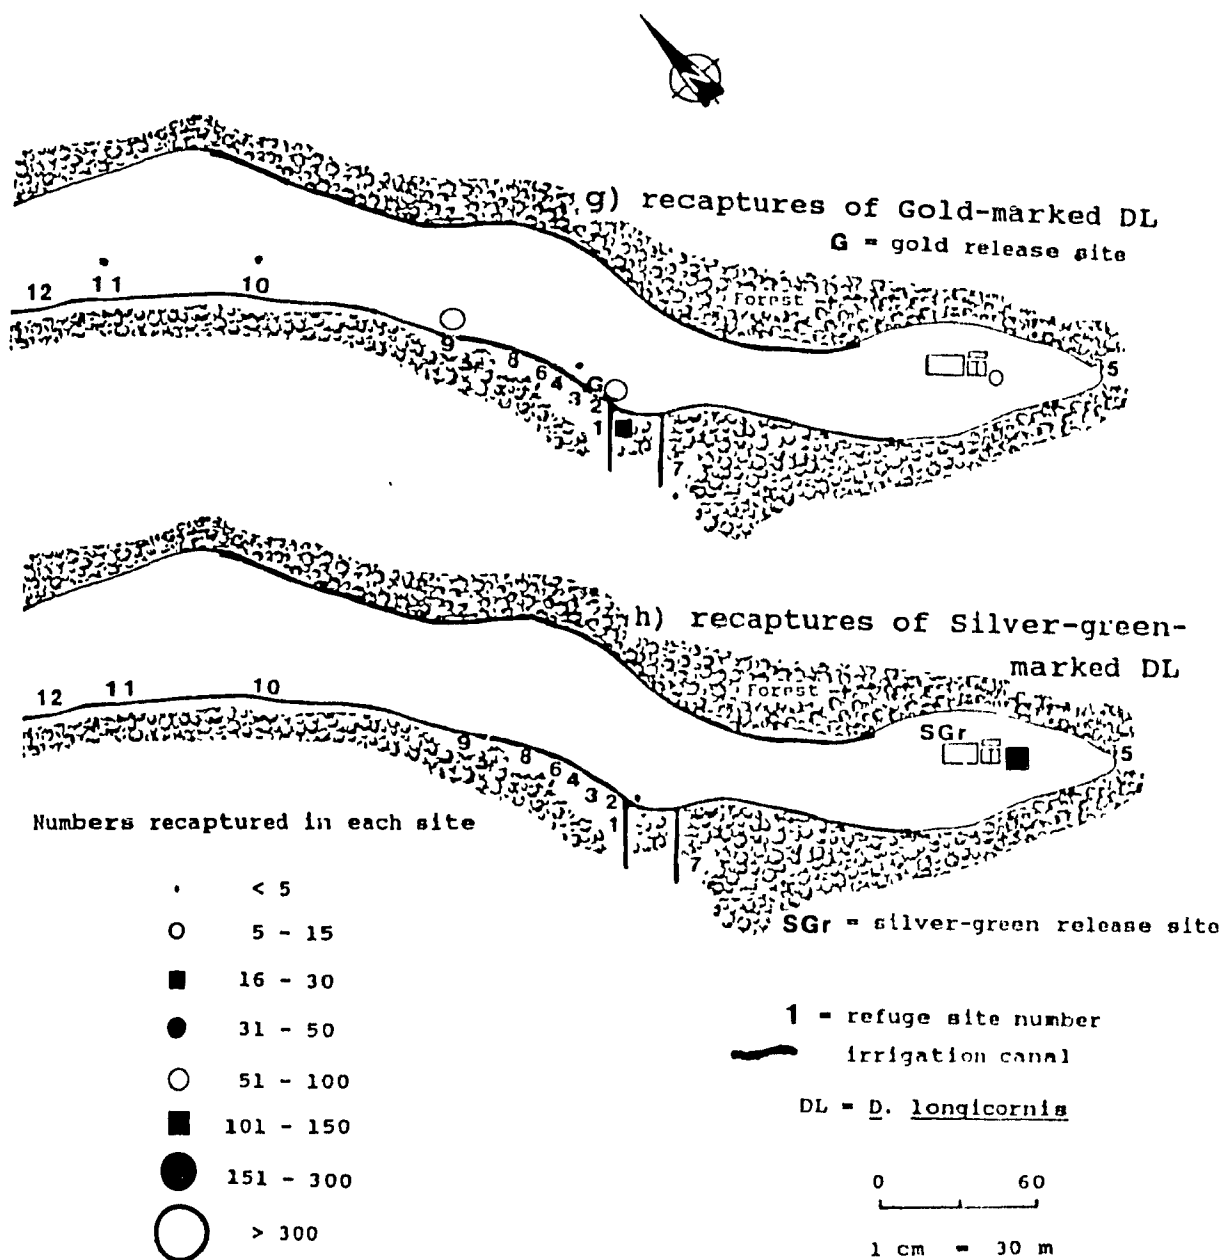 g) recaptures of Gold-marked DL
G = gold release site
Forest
12 11 10
9 8 6 4 3 G 2 1 7 5
h) recaptures of Silver-green-
marked DL
Forest
SGr
12 11 10
9 8 6 4 3 2 1 7 5
Numbers recaptured in each site
< 5
5 - 15
16 - 30
31 - 50
51 - 100
101 - 150
151 - 300
> 300
SGr = silver-green release site
1 = refuge site number
irrigation canal
DL = D. longicornis
0 60
1 cm = 30 m